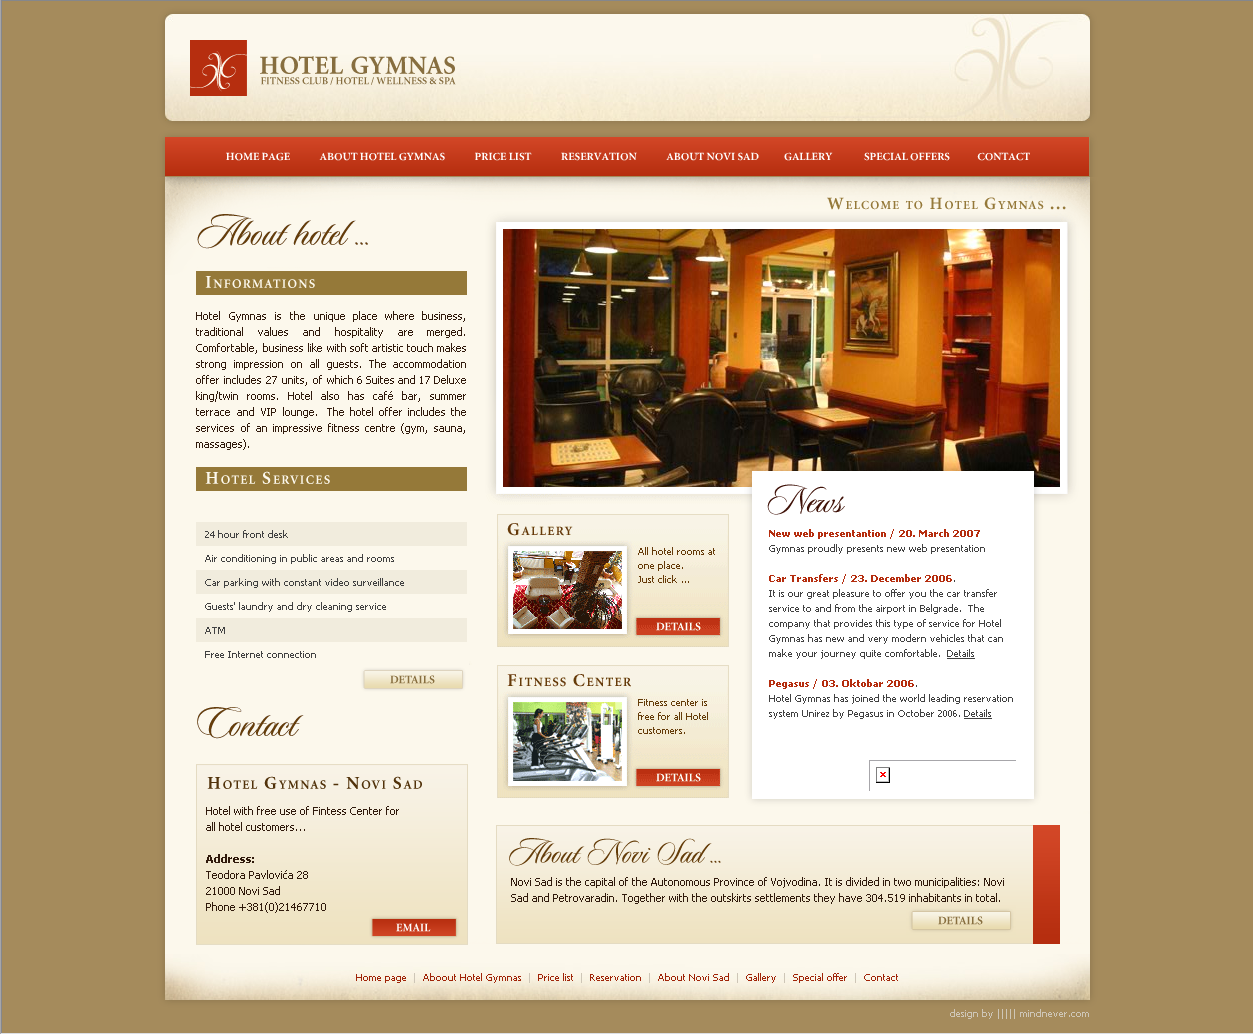 HOTEL GYMNAS
FITNESS CLUB / HOTEL / WELLNESS & SPA
HOME PAGE ABOUT HOTEL GYMNAS PRICE LIST RESERVATION ABOUT NOVI SAD GALLERY SPECIAL OFFERS CONTACT
Welcome to Hotel Gymnas ...
About hotel ...
Informations
Hotel Gymnas is the unique place where business,
traditional values and hospitality are merged.
Comfortable, business like with soft artistic touch makes
strong impression on all guests. The accommodation
offer includes 27 units, of which 6 Suites and 17 Deluxe
king/twin rooms. Hotel also has café bar, summer
terrace and VIP lounge. The hotel offer includes the
services of an impressive fitness centre (gym, sauna,
massages).
Hotel Services
24 hour front desk
Air conditioning in public areas and rooms
Car parking with constant video surveillance
Guests' laundry and dry cleaning service
ATM
Free Internet connection
DETAILS
Contact
Hotel Gymnas - Novi Sad
Hotel with free use of Fintess Center for
all hotel customers...
Address:
Teodora Pavlovića 28
21000 Novi Sad
Phone +381(0)21467710
EMAIL
Gallery
All hotel rooms at
one place.
Just click ...
DETAILS
Fitness Center
Fitness center is
free for all Hotel
customers.
DETAILS
News
New web presentantion / 20. March 2007
Gymnas proudly presents new web presentation
Car Transfers / 23. December 2006.
It is our great pleasure to offer you the car transfer
service to and from the airport in Belgrade. The
company that provides this type of service for Hotel
Gymnas has new and very modern vehicles that can
make your journey quite comfortable. Details
Pegasus / 03. Oktobar 2006.
Hotel Gymnas has joined the world leading reservation
system Unirez by Pegasus in October 2006. Details
About Novi Sad ...
Novi Sad is the capital of the Autonomous Province of Vojvodina. It is divided in two municipalities: Novi
Sad and Petrovaradin. Together with the outskirts settlements they have 304.519 inhabitants in total.
DETAILS
Home page | Aboout Hotel Gymnas | Price list | Reservation | About Novi Sad | Gallery | Special offer | Contact
design by ||||| mindnever.com